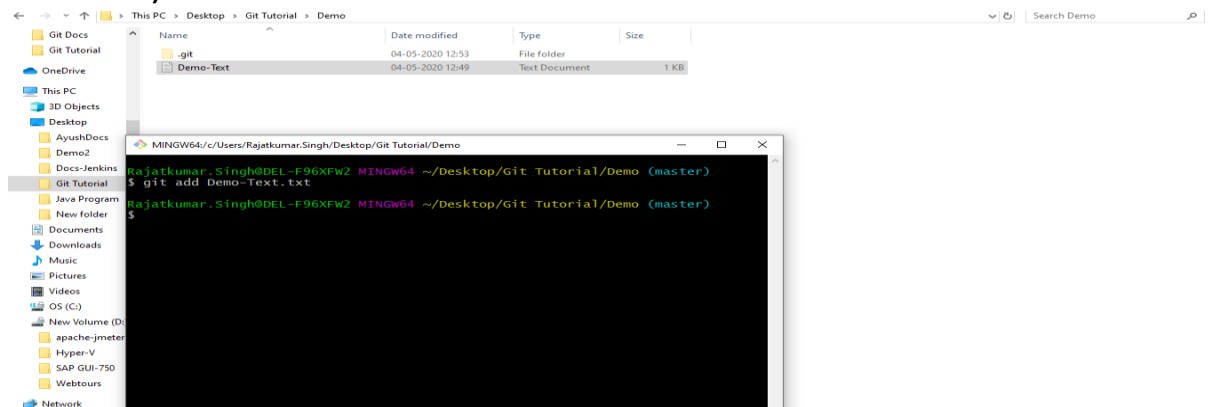 This PC > Desktop > Git Tutorial > Demo
Search Demo
Git Docs
Git Tutorial
OneDrive
This PC
3D Objects
Desktop
AyushDocs
Demo2
Docs-Jenkins
Git Tutorial
Java Program
New folder
Documents
Downloads
Music
Pictures
Videos
OS (C:)
New Volume (D:
apache-jmeter
Hyper-V
SAP GUI-750
Webtours
Network
Name Date modified Type Size
.git 04-05-2020 12:53 File folder
Demo-Text 04-05-2020 12:49 Text Document 1 KB
MINGW64:/c/Users/Rajatkumar.Singh/Desktop/Git Tutorial/Demo
Rajatkumar.Singh@DEL-F96XFW2 MINGW64 ~/Desktop/Git Tutorial/Demo (master)
$ git add Demo-Text.txt
Rajatkumar.Singh@DEL-F96XFW2 MINGW64 ~/Desktop/Git Tutorial/Demo (master)
$